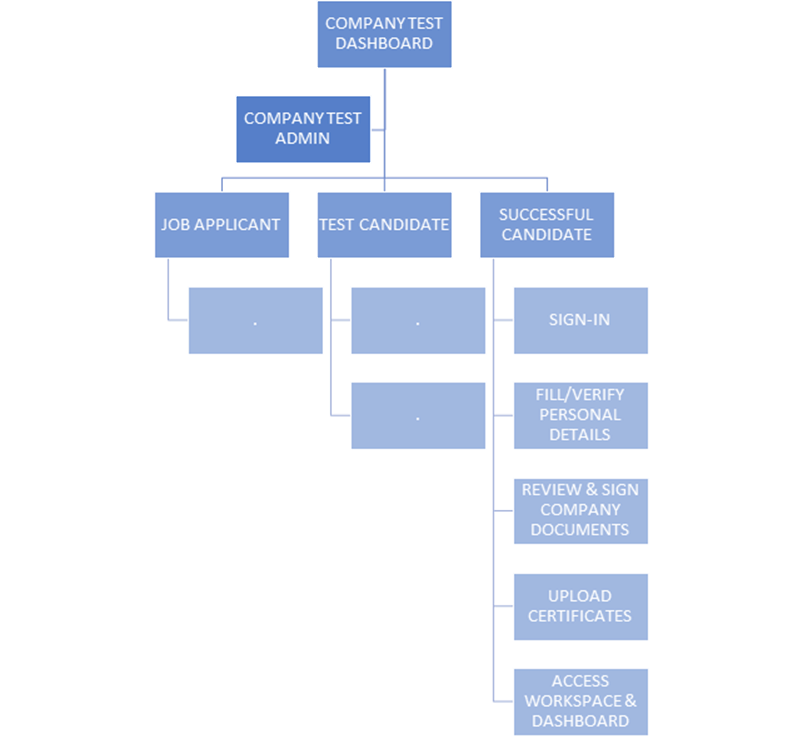 COMPANY TEST
DASHBOARD
COMPANY TEST
ADMIN
JOB APPLICANT
TEST CANDIDATE
SUCCESSFUL
CANDIDATE
.
.
SIGN-IN
.
FILL/VERIFY
PERSONAL
DETAILS
REVIEW & SIGN
COMPANY
DOCUMENTS
UPLOAD
CERTIFICATES
ACCESS
WORKSPACE &
DASHBOARD